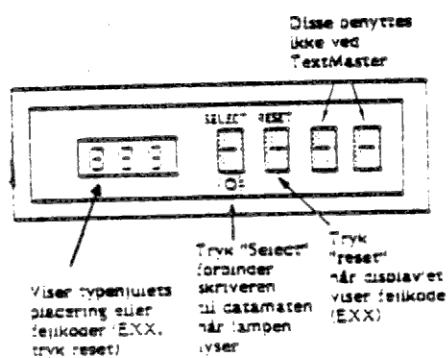 Disse benyttes
ikke ved
TextMaster
SELECT RESET
Viser typehjulets
placering eller
fejlkoder (EXX.
tryk reset)
Tryk "Select"
forbinder
skriveren
til datamaten
når lampen
lyser
Tryk
"reset"
når displayet
viser fejlkode
(EXX)